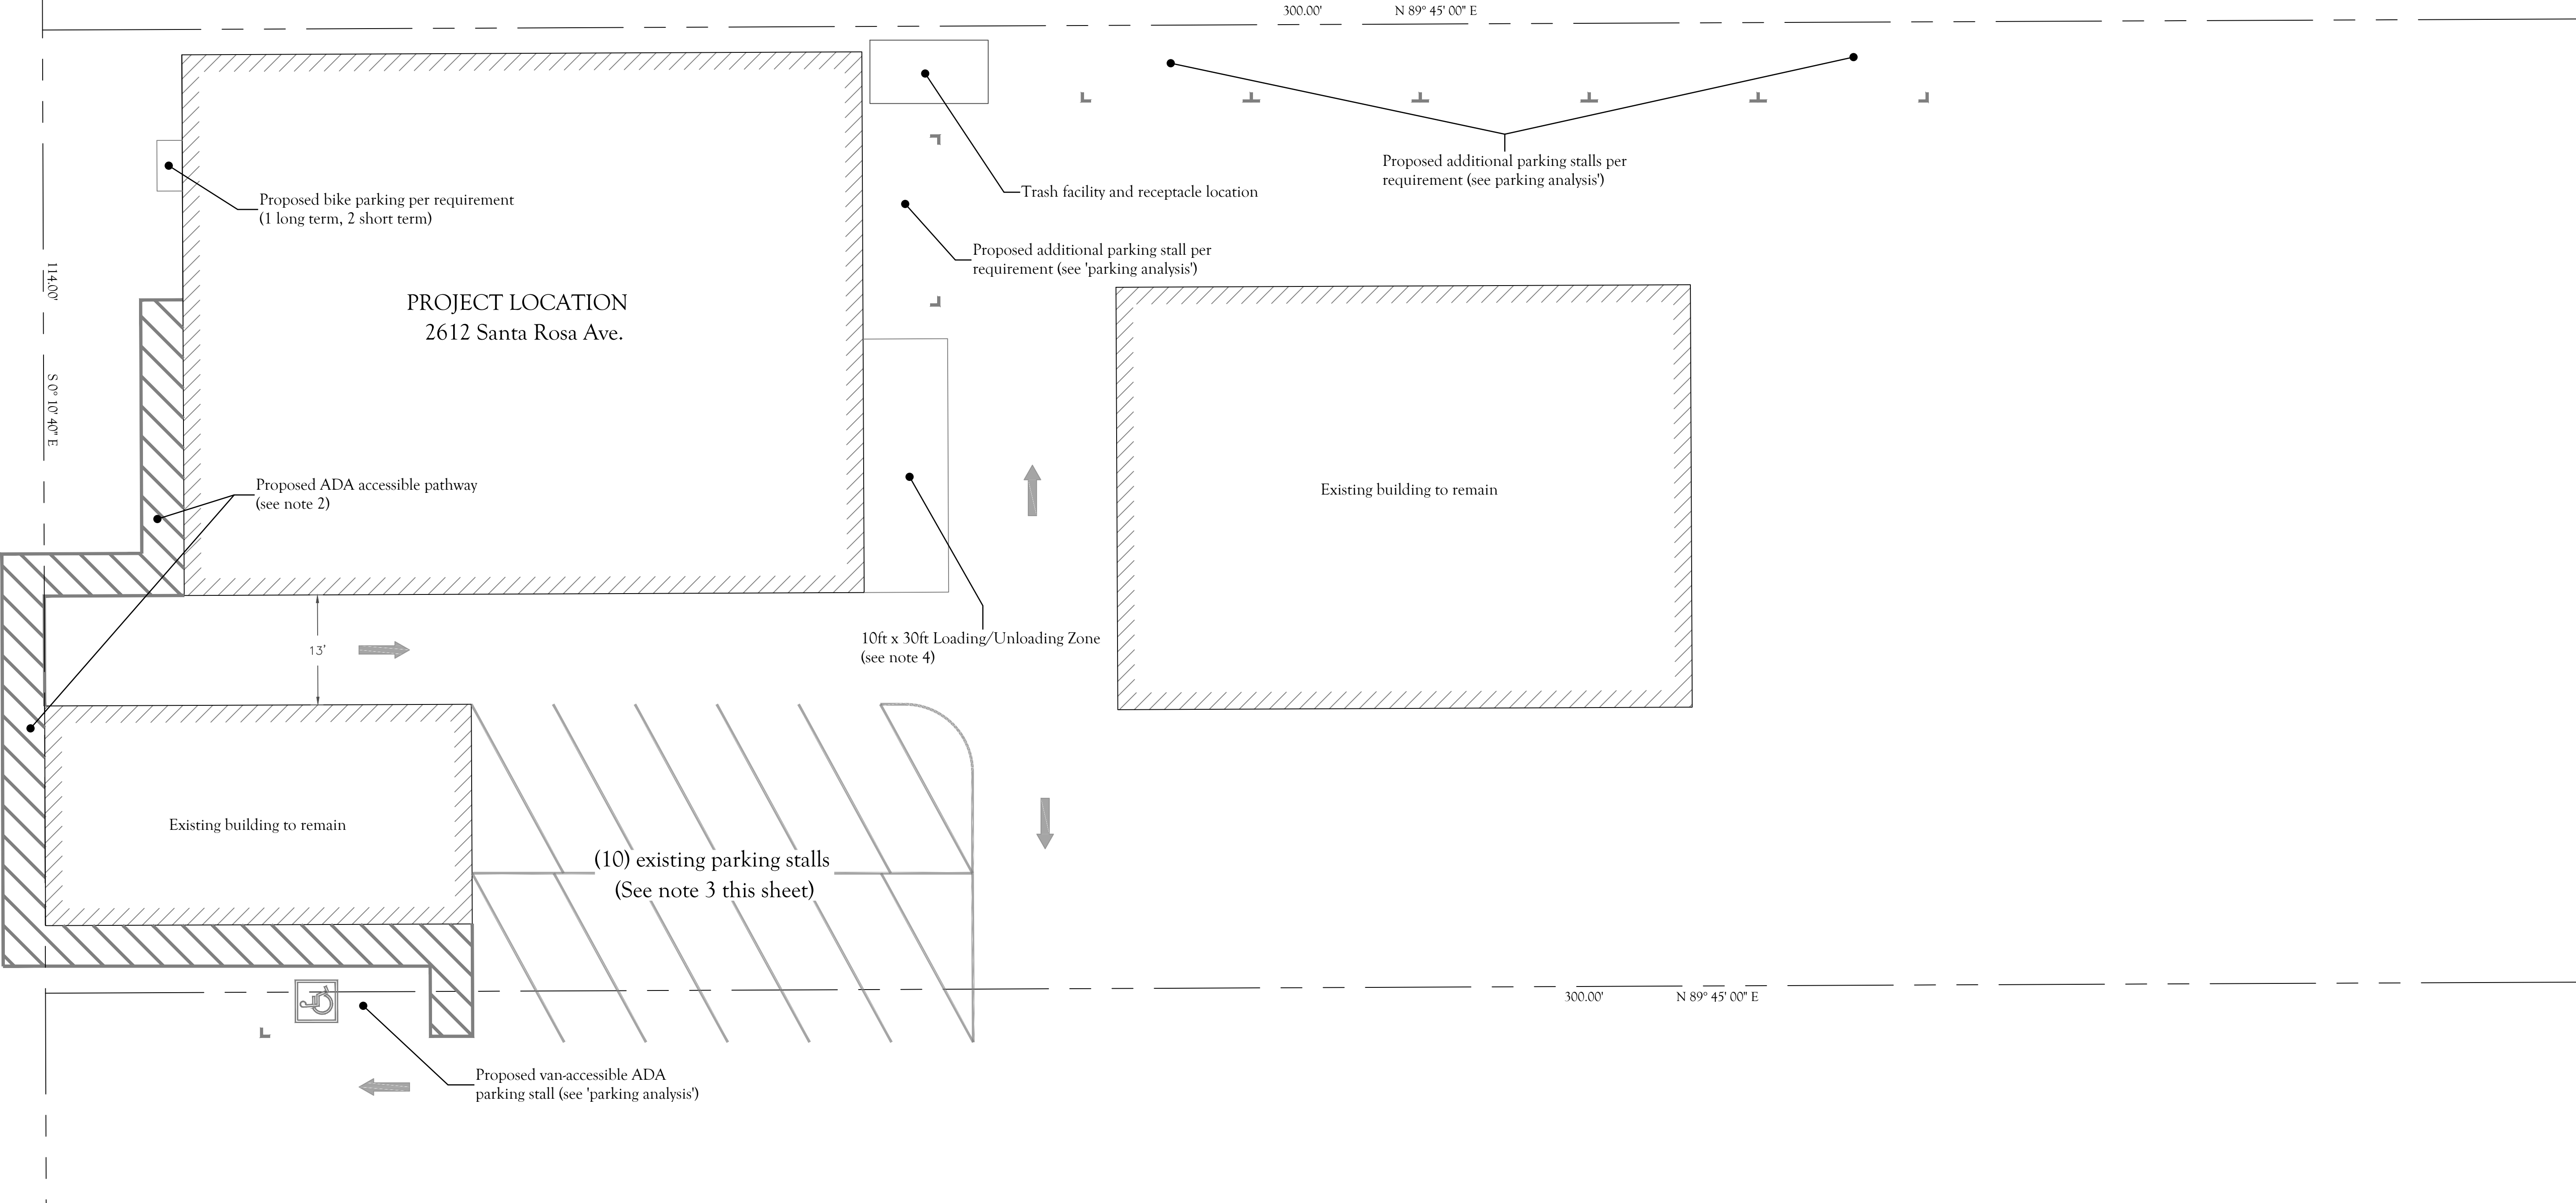 300.00' N 89° 45' 00" E
Proposed additional parking stalls per
requirement (see parking analysis')
Trash facility and receptacle location
Proposed bike parking per requirement
(1 long term, 2 short term)
Proposed additional parking stall per
requirement (see 'parking analysis')
114.00'
S 0° 10' 40" E
PROJECT LOCATION
2612 Santa Rosa Ave.
Proposed ADA accessible pathway
(see note 2)
Existing building to remain
10ft x 30ft Loading/Unloading Zone
(see note 4)
13'
Existing building to remain
(10) existing parking stalls
(See note 3 this sheet)
300.00' N 89° 45' 00" E
Proposed van-accessible ADA
parking stall (see 'parking analysis')